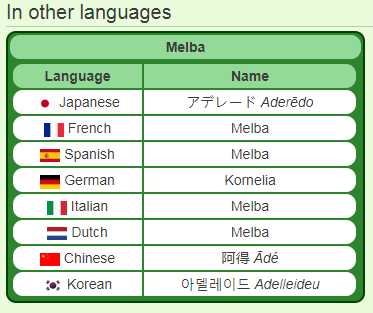 In other languages
Melba
Language Name
Japanese アデレード Aderēdo
French Melba
Spanish Melba
German Kornelia
Italian Melba
Dutch Melba
Chinese 阿得 Ādé
Korean 아델레이드 Adelleideu